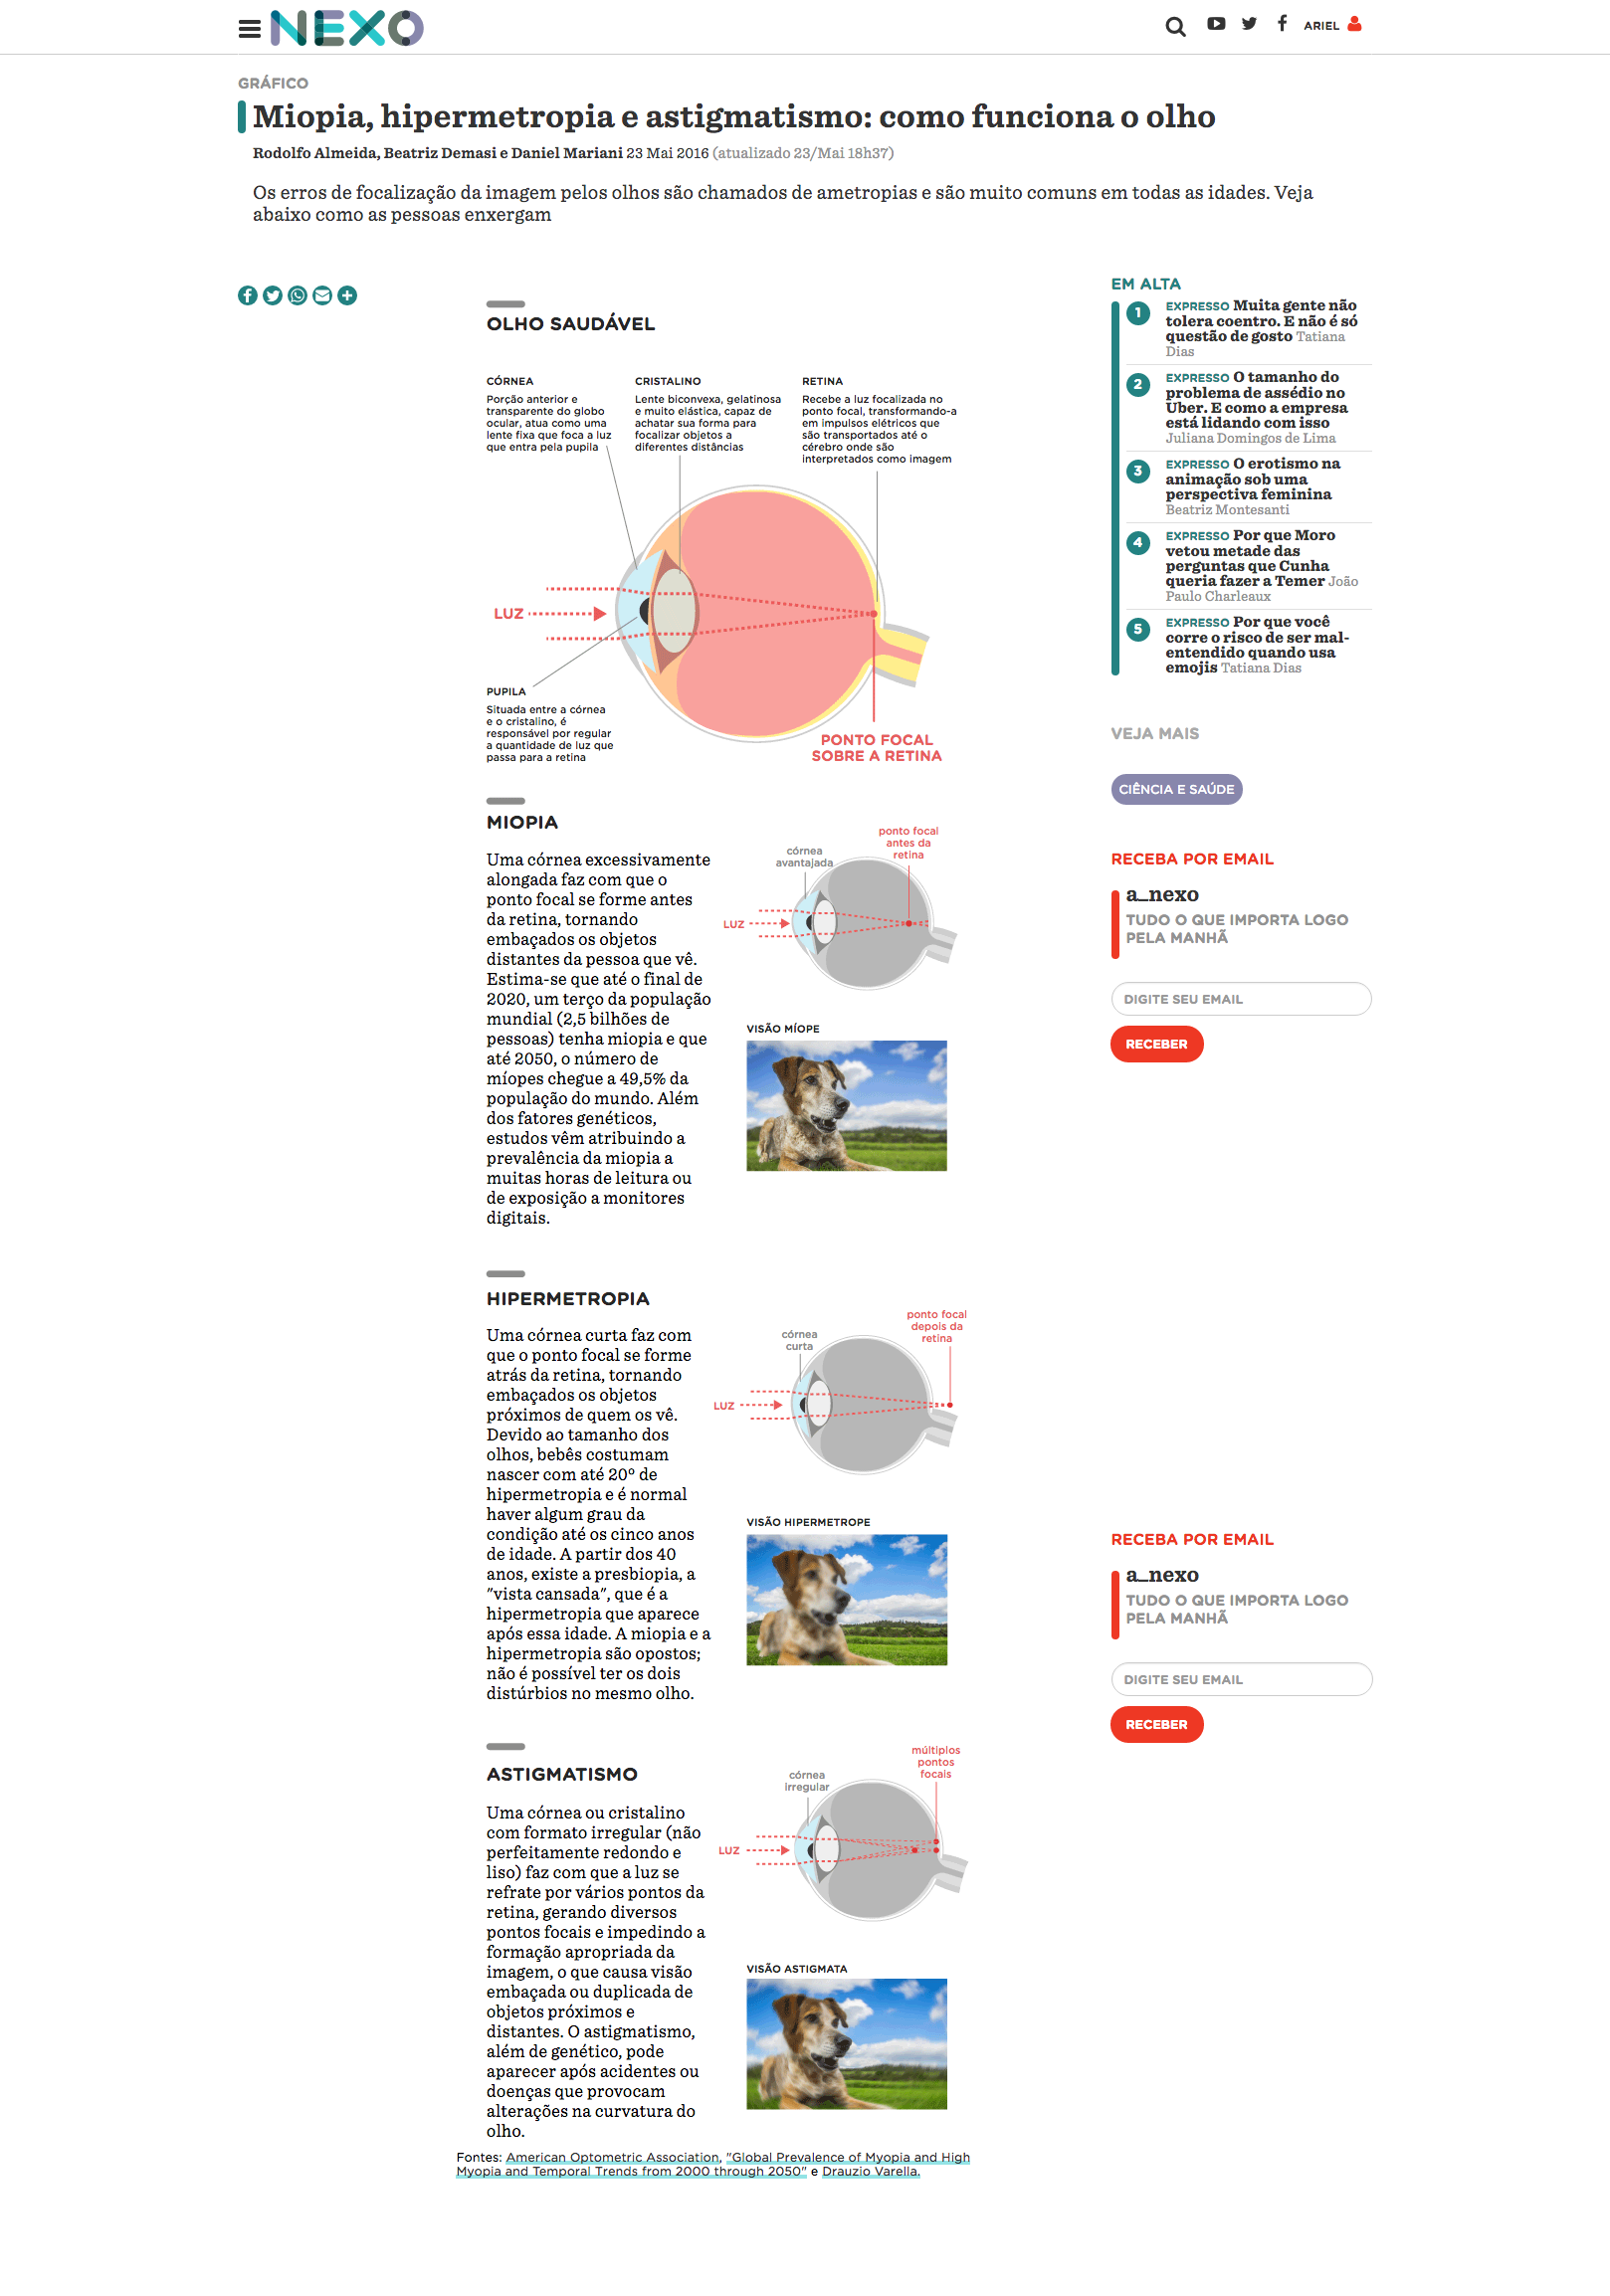 NEXO
ARIEL
GRÁFICO
Miopia, hipermetropia e astigmatismo: como funciona o olho
Rodolfo Almeida, Beatriz Demasi e Daniel Mariani 23 Mai 2016 (atualizado 23/Mai 18h37)
Os erros de focalização da imagem pelos olhos são chamados de ametropias e são muito comuns em todas as idades. Veja
abaixo como as pessoas enxergam
OLHO SAUDÁVEL
CÓRNEA
Porção anterior e
transparente do globo
ocular, atua como uma
lente fixa que foca a luz
que entra pela pupila
CRISTALINO
Lente biconvexa, gelatinosa
e muito elástica, capaz de
achatar sua forma para
focalizar objetos a
diferentes distâncias
RETINA
Recebe a luz focalizada no
ponto focal, transformando-a
em impulsos elétricos que
são transportados até o
cérebro onde são
interpretados como imagem
LUZ
PUPILA
Situada entre a córnea
e o cristalino, é
responsável por regular
a quantidade de luz que
passa para a retina
PONTO FOCAL
SOBRE A RETINA
MIOPIA
Uma córnea excessivamente
alongada faz com que o
ponto focal se forme antes
da retina, tornando
embaçados os objetos
distantes da pessoa que vê.
Estima-se que até o final de
2020, um terço da população
mundial (2,5 bilhões de
pessoas) tenha miopia e que
até 2050, o número de
míopes chegue a 49,5% da
população do mundo. Além
dos fatores genéticos,
estudos vêm atribuindo a
prevalência da miopia a
muitas horas de leitura ou
de exposição a monitores
digitais.
córnea
avantajada
ponto focal
antes da
retina
LUZ
VISÃO MÍOPE
HIPERMETROPIA
Uma córnea curta faz com
que o ponto focal se forme
atrás da retina, tornando
embaçados os objetos
próximos de quem os vê.
Devido ao tamanho dos
olhos, bebês costumam
nascer com até 20º de
hipermetropia e é normal
haver algum grau da
condição até os cinco anos
de idade. A partir dos 40
anos, existe a presbiopia, a
"vista cansada", que é a
hipermetropia que aparece
após essa idade. A miopia e a
hipermetropia são opostos;
não é possível ter os dois
distúrbios no mesmo olho.
córnea
curta
ponto focal
depois da
retina
LUZ
VISÃO HIPERMETROPE
ASTIGMATISMO
Uma córnea ou cristalino
com formato irregular (não
perfeitamente redondo e
liso) faz com que a luz se
refrate por vários pontos da
retina, gerando diversos
pontos focais e impedindo a
formação apropriada da
imagem, o que causa visão
embaçada ou duplicada de
objetos próximos e
distantes. O astigmatismo,
além de genético, pode
aparecer após acidentes ou
doenças que provocam
alterações na curvatura do
olho.
córnea
irregular
múltiplos
pontos
focais
LUZ
VISÃO ASTIGMATA
Fontes: American Optometric Association, "Global Prevalence of Myopia and High
Myopia and Temporal Trends from 2000 through 2050" e Drauzio Varella.
EM ALTA
1
EXPRESSO Muita gente não
tolera coentro. E não é só
questão de gosto Tatiana
Dias
2
EXPRESSO O tamanho do
problema de assédio no
Uber. E como a empresa
está lidando com isso
Juliana Domingos de Lima
3
EXPRESSO O erotismo na
animação sob uma
perspectiva feminina
Beatriz Montesanti
4
EXPRESSO Por que Moro
vetou metade das
perguntas que Cunha
queria fazer a Temer João
Paulo Charleaux
5
EXPRESSO Por que você
corre o risco de ser mal-
entendido quando usa
emojis Tatiana Dias
VEJA MAIS
CIÊNCIA E SAÚDE
RECEBA POR EMAIL
a_nexo
TUDO O QUE IMPORTA LOGO
PELA MANHÃ
DIGITE SEU EMAIL
RECEBER
RECEBA POR EMAIL
a_nexo
TUDO O QUE IMPORTA LOGO
PELA MANHÃ
DIGITE SEU EMAIL
RECEBER